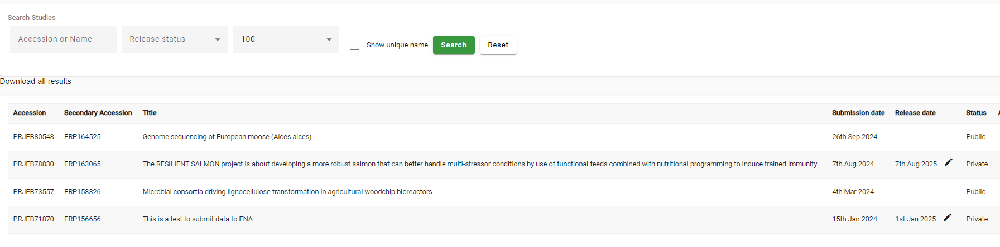 Search Studies
Accession or Name Release status 100 Show unique name Search Reset
Download all results
Accession Secondary Accession Title Submission date Release date Status
PRJEB80548 ERP164525 Genome sequencing of European moose (Alces alces) 26th Sep 2024 Public
PRJEB78830 ERP163065 The RESILIENT SALMON project is about developing a more robust salmon that can better handle multi-stressor conditions by use of functional feeds combined with nutritional programming to induce trained immunity. 7th Aug 2024 7th Aug 2025 Private
PRJEB73557 ERP158326 Microbial consortia driving lignocellulose transformation in agricultural woodchip bioreactors 4th Mar 2024 Public
PRJEB71870 ERP156656 This is a test to submit data to ENA 15th Jan 2024 1st Jan 2025 Private